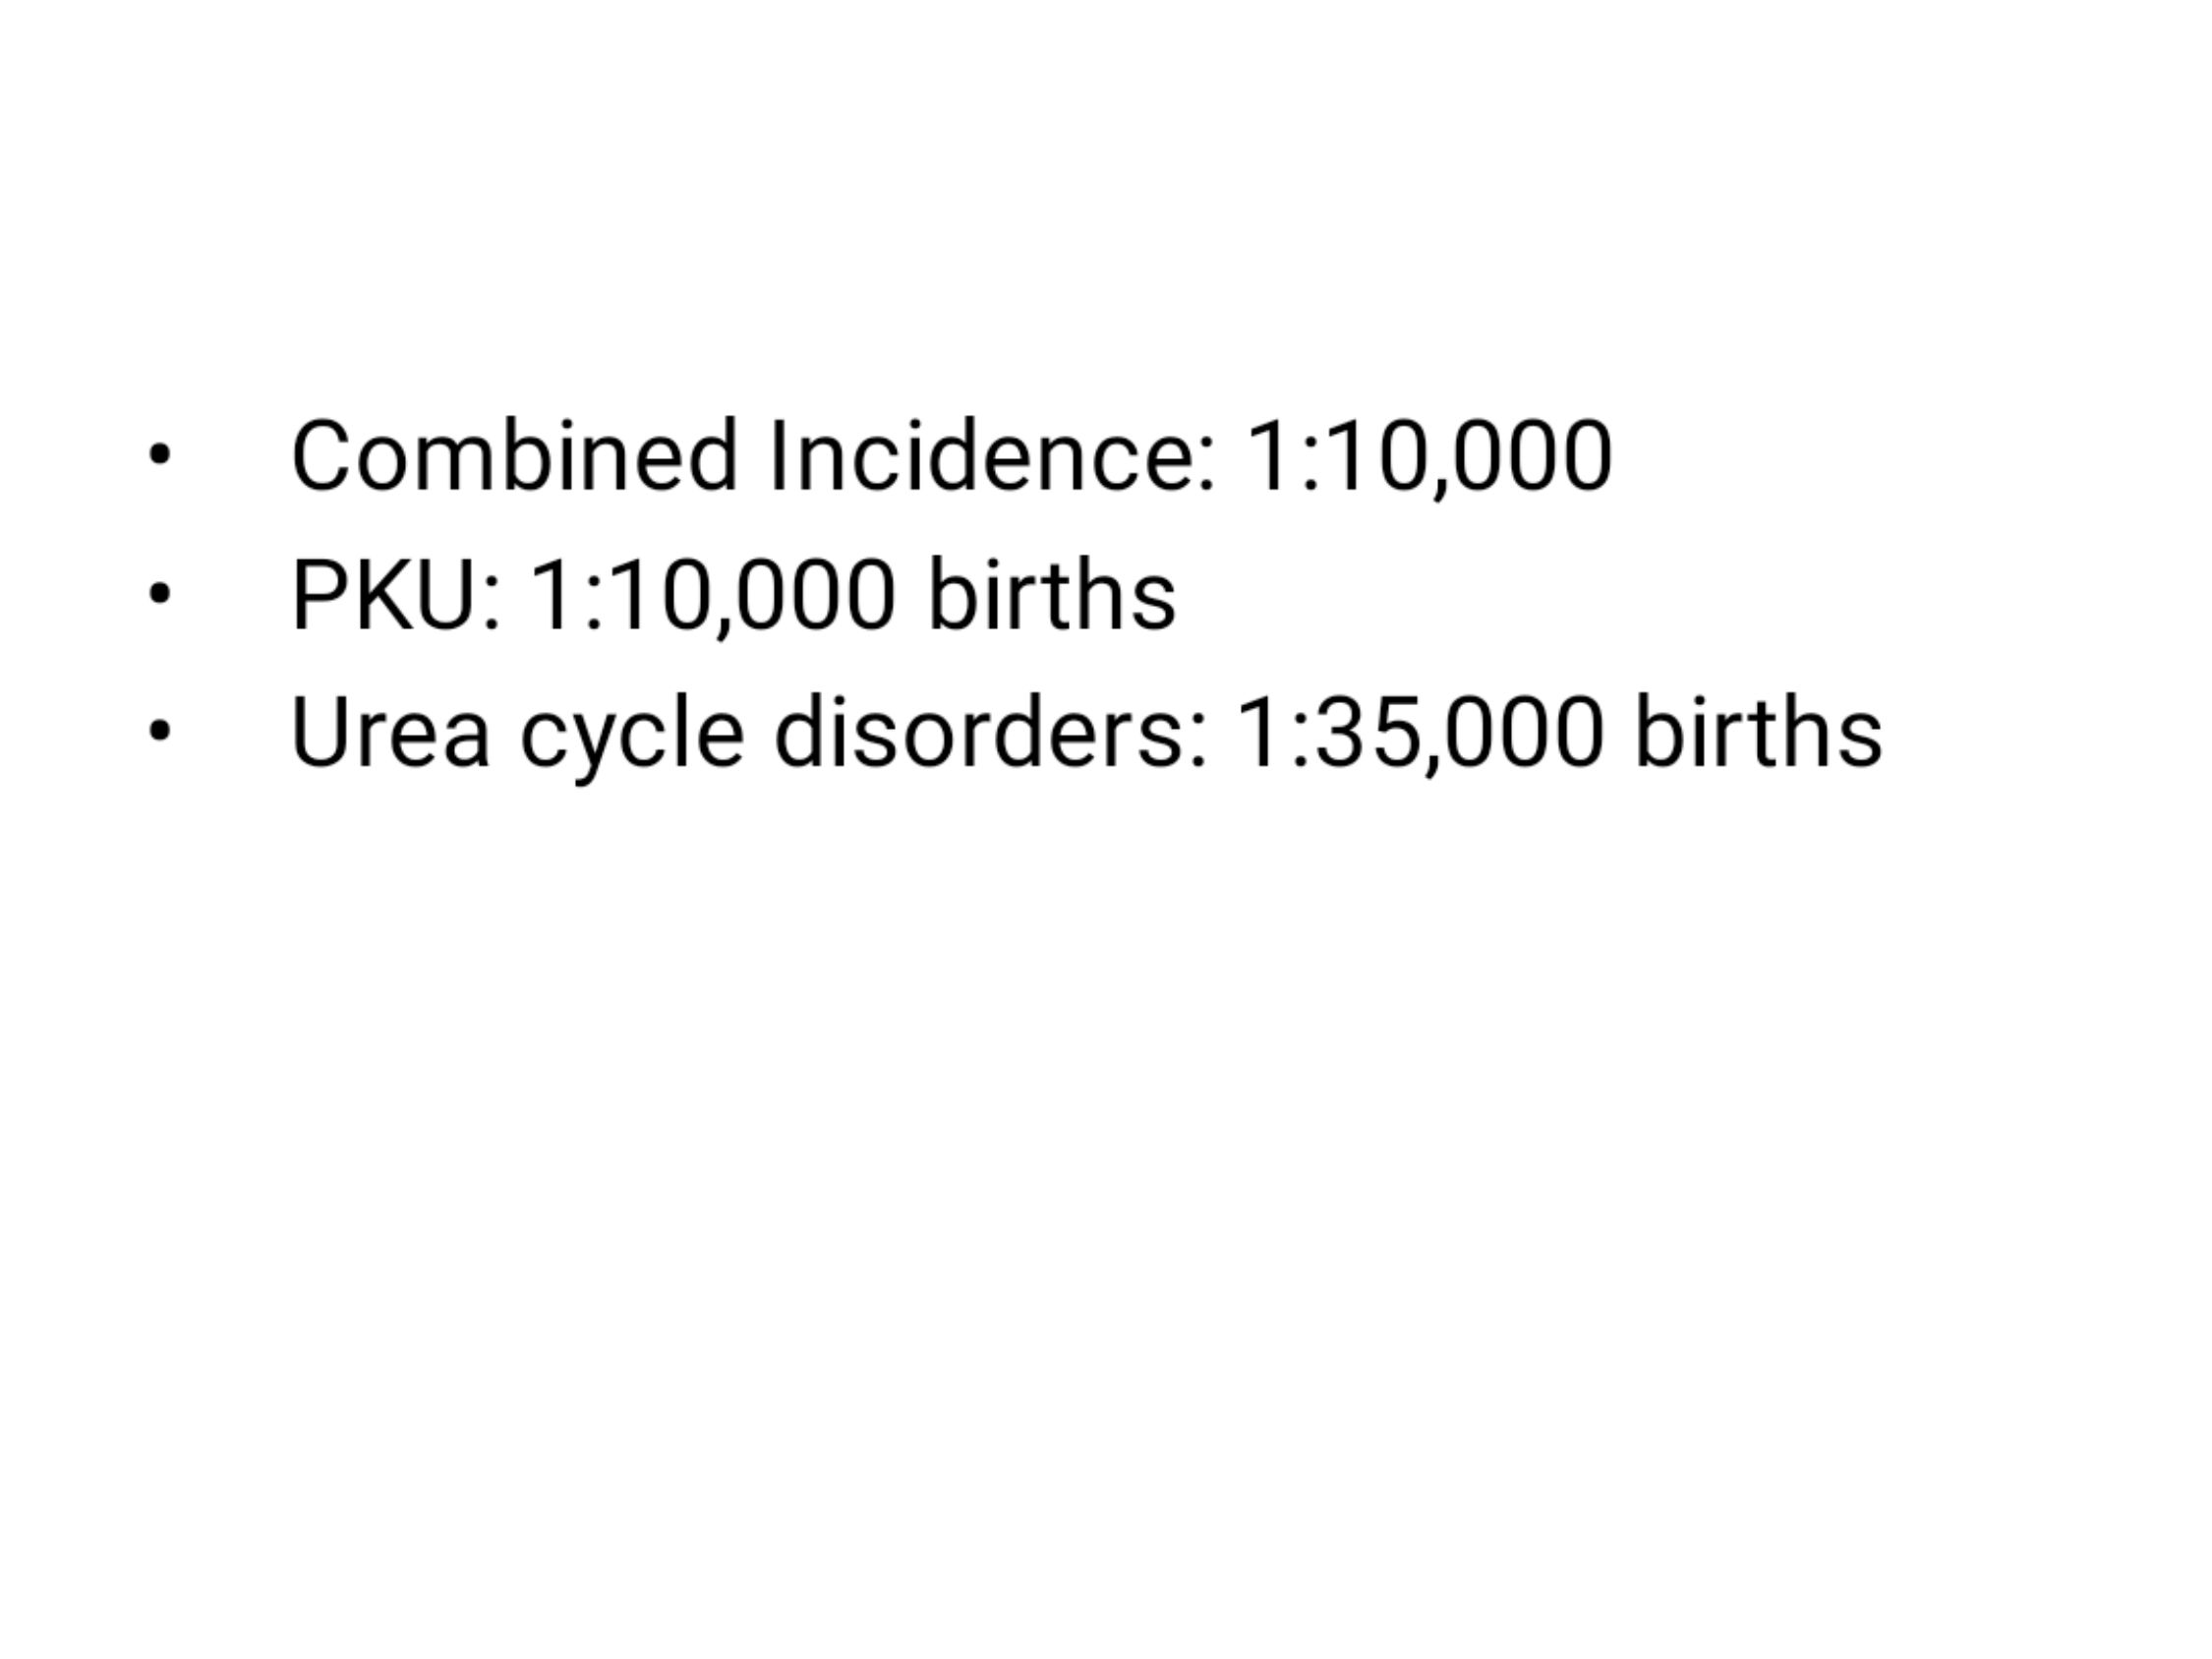 • Combined Incidence: 1:10,000
• PKU: 1:10,000 births
• Urea cycle disorders: 1:35,000 births